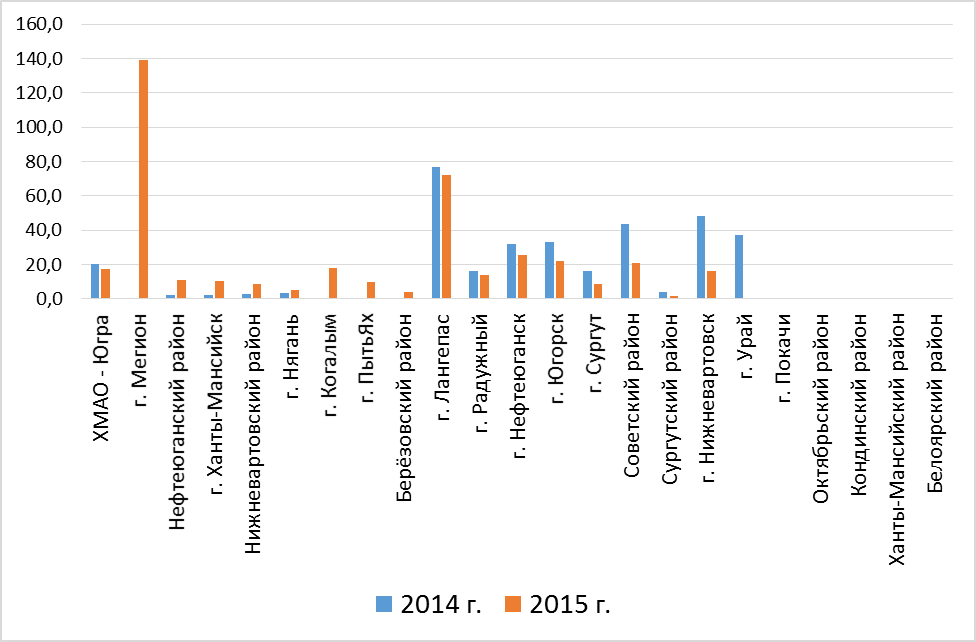 160,0
140,0
120,0
100,0
80,0
60,0
40,0
20,0
0,0
ХМАО - Югра
г. Мегион
Нефтеюганский район
г. Ханты-Мансийск
Нижневартовский район
г. Нягань
г. Когалым
г. ПытьЯх
Берёзовский район
г. Лангепас
г. Радужный
г. Нефтеюганск
г. Югорск
г. Сургут
Советский район
Сургутский район
г. Нижневартовск
г. Урай
г. Покачи
Октябрьский район
Кондинский район
Ханты-Мансийский район
Белоярский район
2014 г.
2015 г.